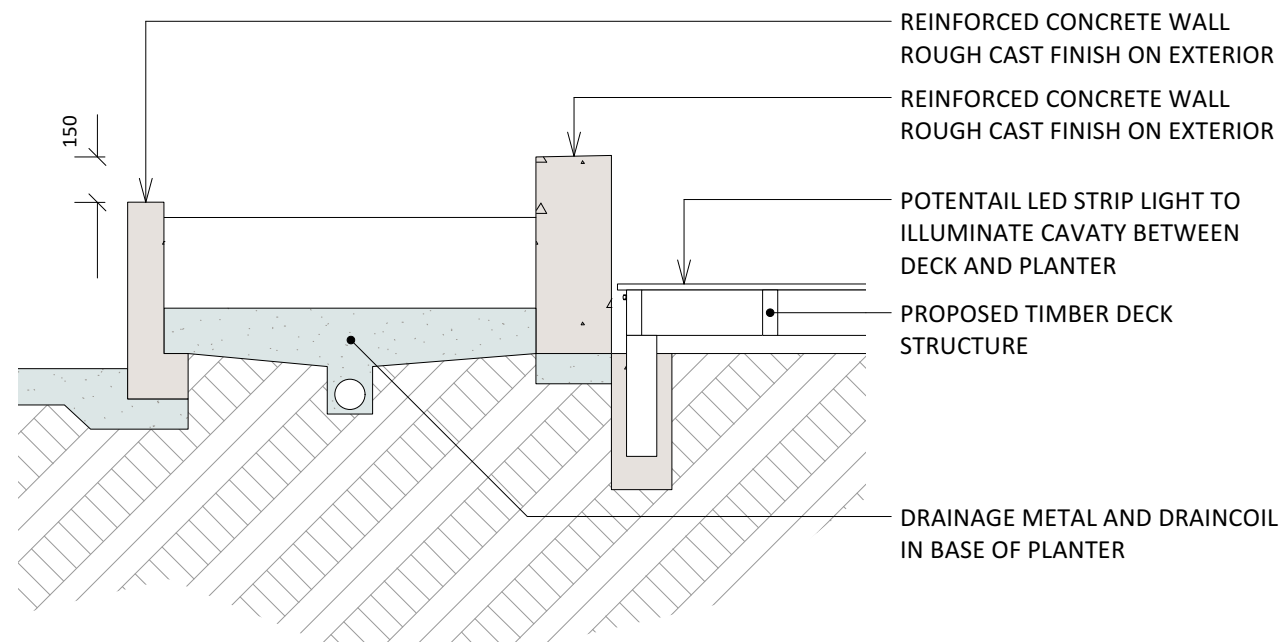 REINFORCED CONCRETE WALL
ROUGH CAST FINISH ON EXTERIOR
REINFORCED CONCRETE WALL
ROUGH CAST FINISH ON EXTERIOR
150
POTENTAIL LED STRIP LIGHT TO
ILLUMINATE CAVATY BETWEEN
DECK AND PLANTER
PROPOSED TIMBER DECK
STRUCTURE
DRAINAGE METAL AND DRAINCOIL
IN BASE OF PLANTER